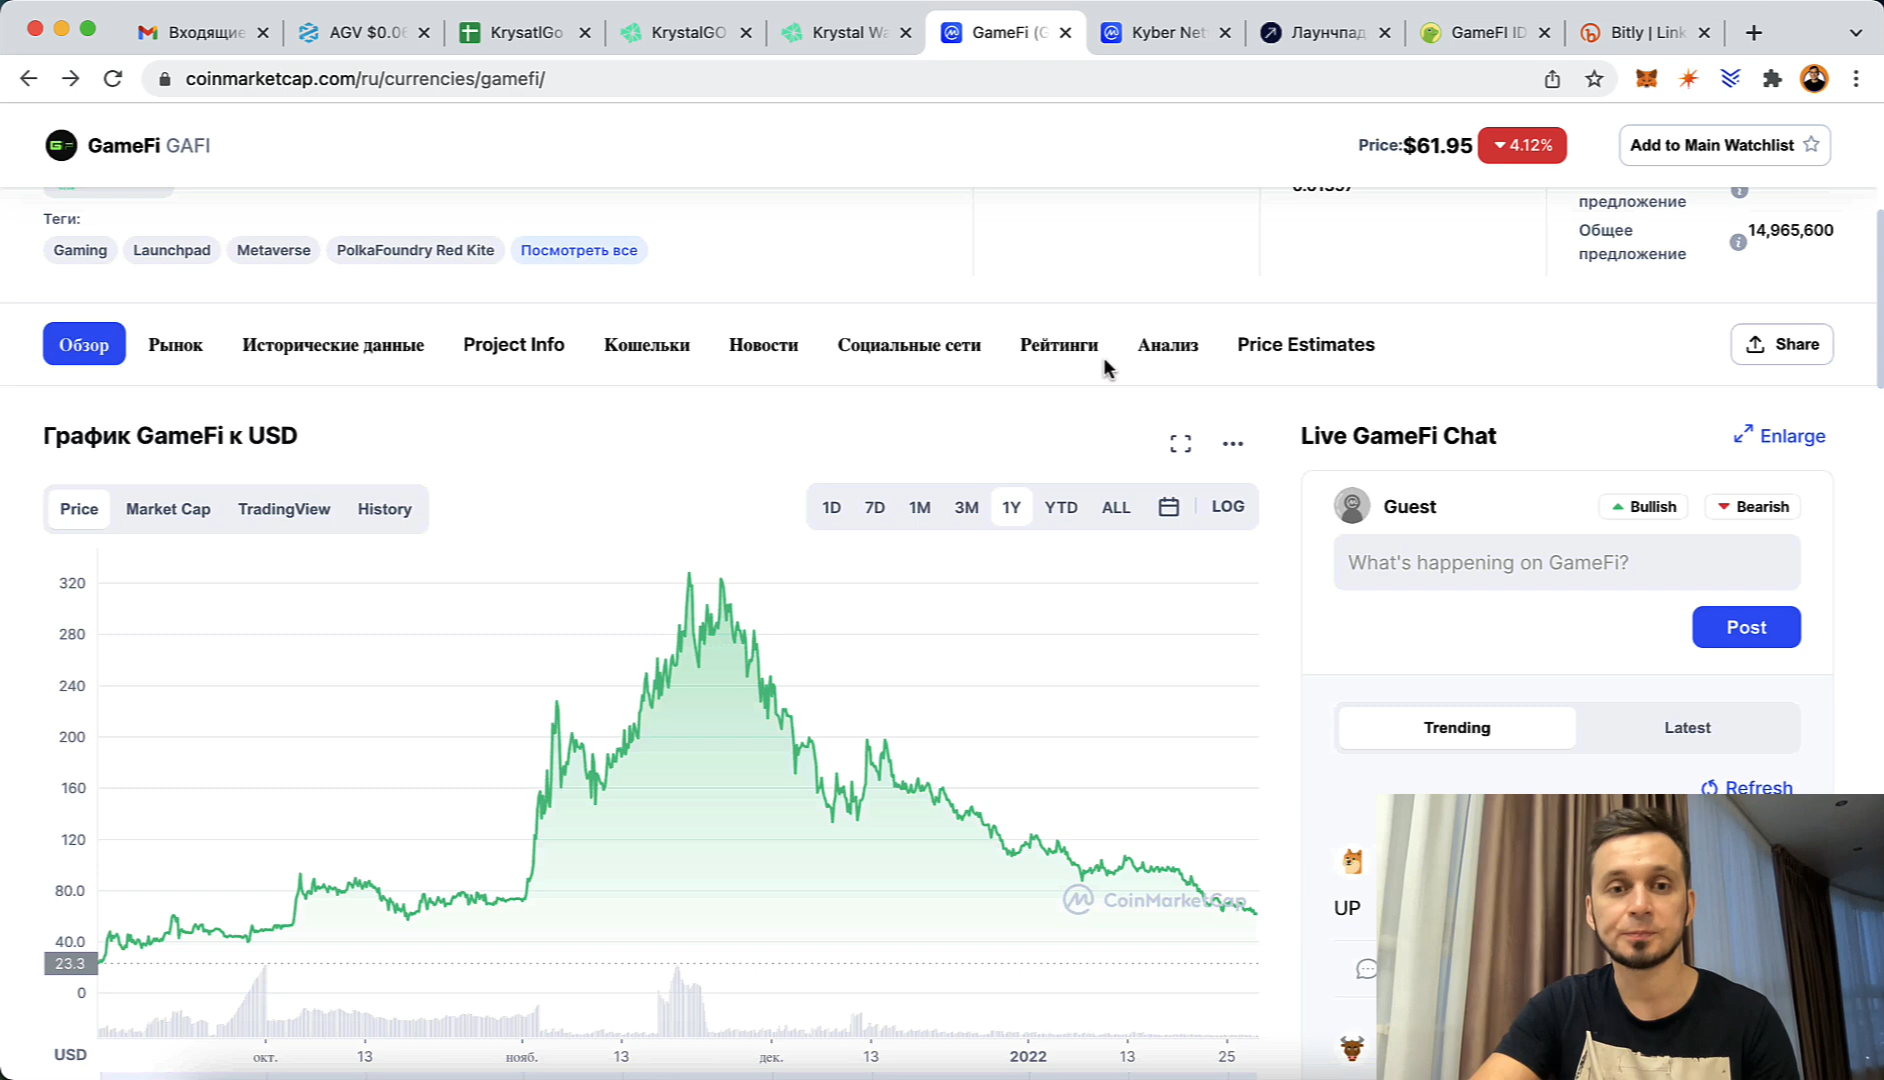 Входящие
AGV $0.06
KrysatlGo
KrystalGO
Krystal Wa
GameFi (G
Kyber Net
Лаунчпад
GameFI ID
Bitly | Link
coinmarketcap.com/ru/currencies/gamefi/
GameFi GAFI
Price:$61.95
4.12%
Add to Main Watchlist
предложение
Теги:
Общее
предложение
14,965,600
Gaming
Launchpad
Metaverse
PolkaFoundry Red Kite
Посмотреть все
Обзор
Рынок
Исторические данные
Project Info
Кошельки
Новости
Социальные сети
Рейтинги
Анализ
Price Estimates
Share
График GameFi к USD
Live GameFi Chat
Enlarge
Price
Market Cap
TradingView
History
1D
7D
1M
3M
1Y
YTD
ALL
LOG
Guest
Bullish
Bearish
What's happening on GameFi?
Post
Trending
Latest
Refresh
UP
320
280
240
200
160
120
80.0
40.0
23.3
0
CoinMarketCap
USD
окт.
13
нояб.
13
дек.
13
2022
13
25